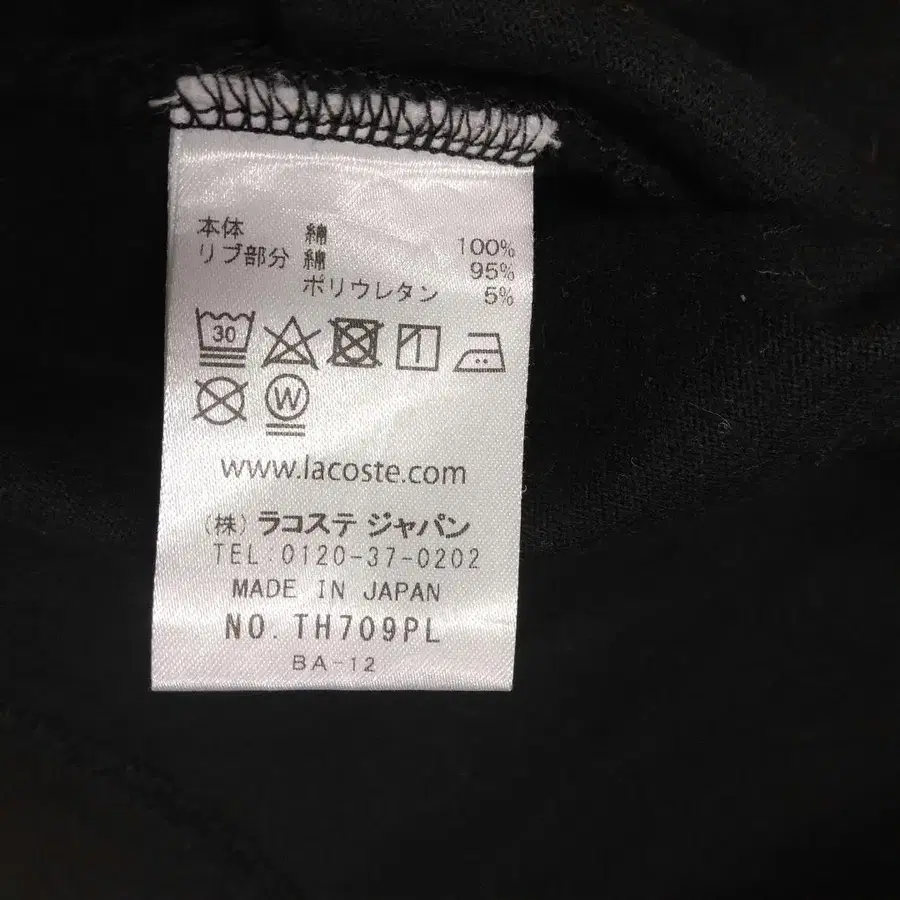 本体 綿 100%
リブ部分 綿 95%
ポリウレタン 5%
30
W
www.lacoste.com
(株) ラコステ ジャパン
TEL:0120-37-0202
MADE IN JAPAN
NO. TH709PL
BA-12